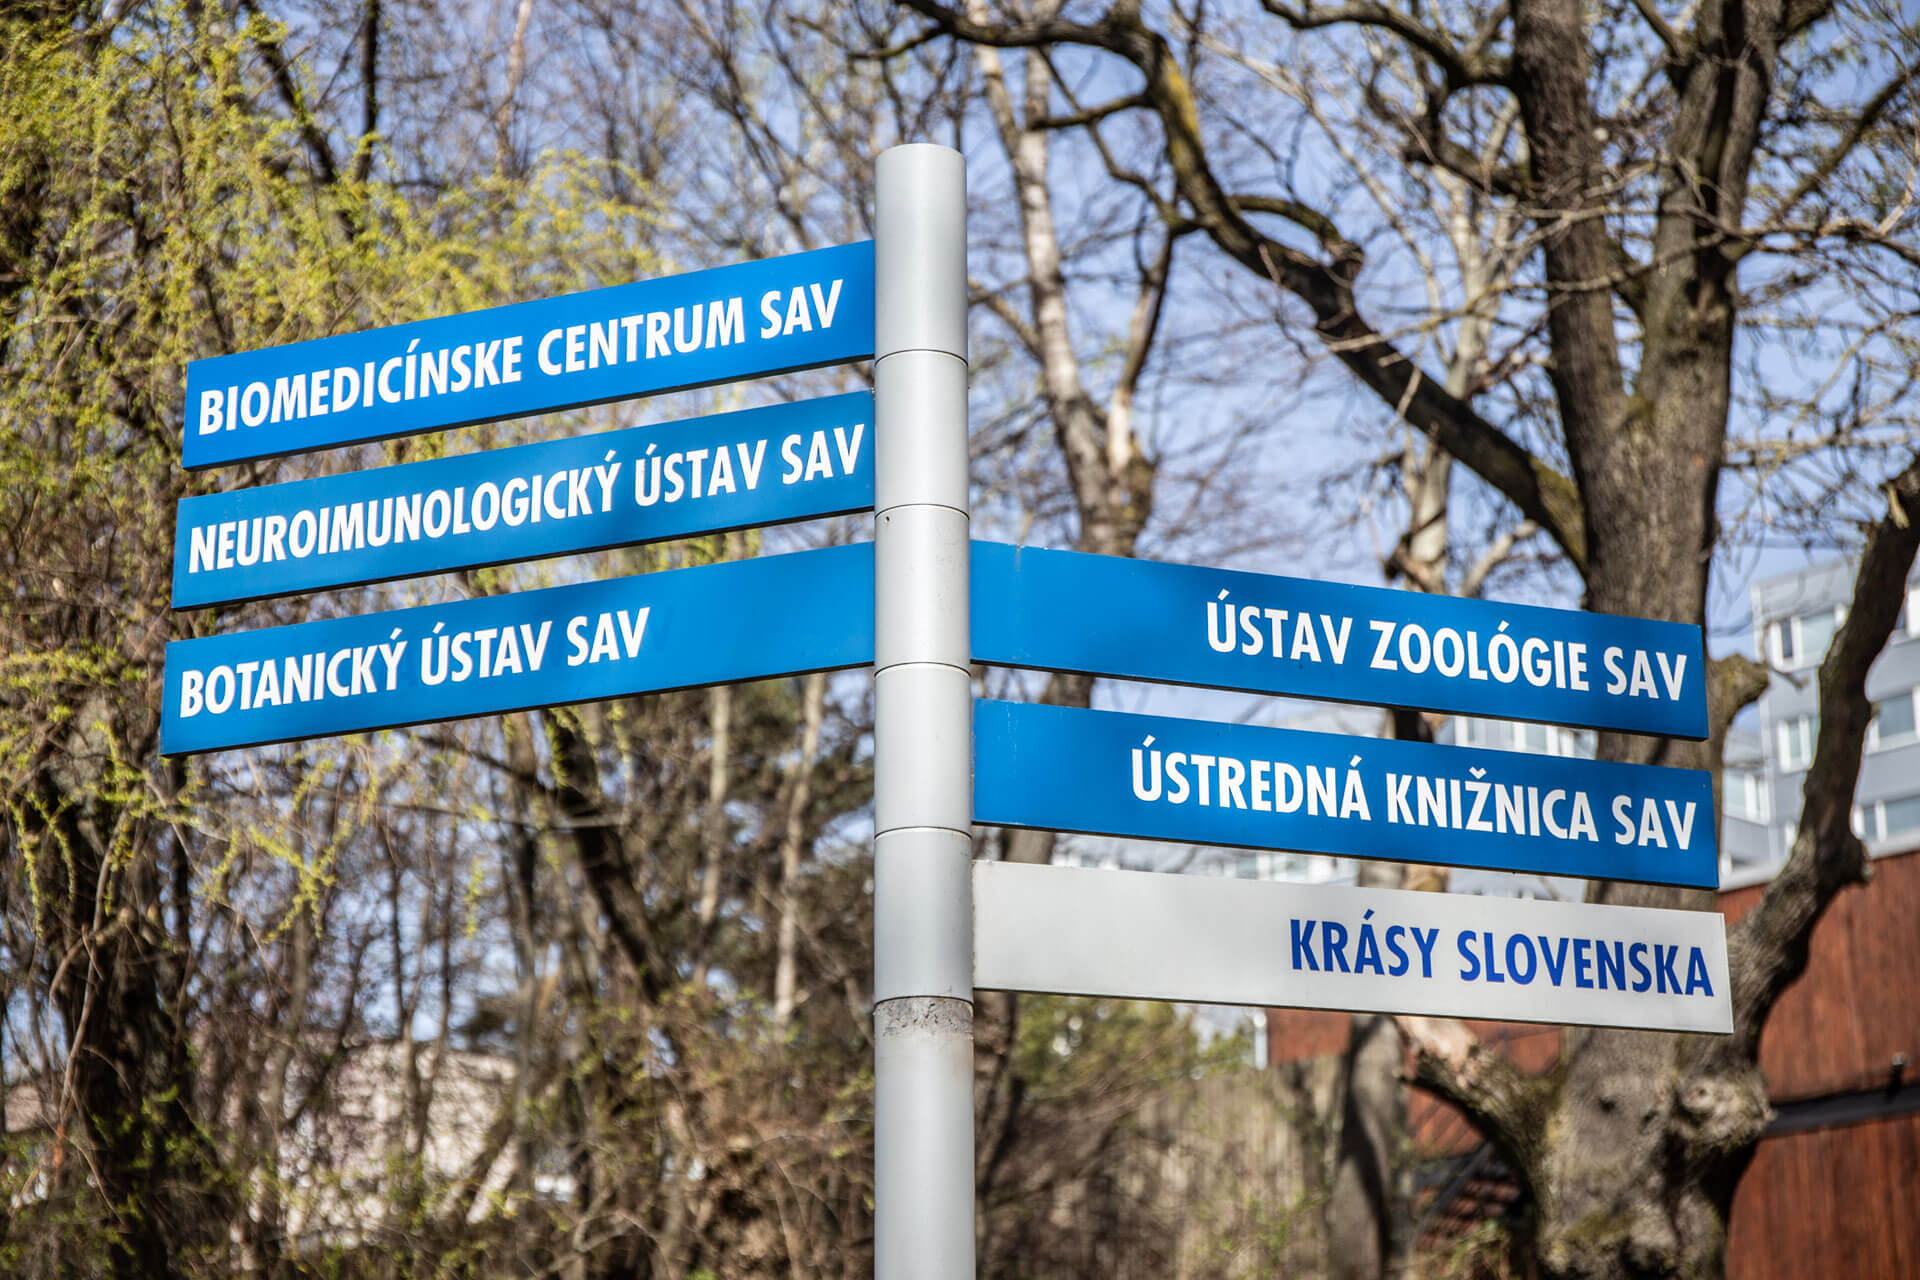 BIOMEDICÍNSKE CENTRUM SAV
NEUROIMUNOLOGICKÝ ÚSTAV SAV
BOTANICKÝ ÚSTAV SAV
ÚSTAV ZOOLÓGIE SAV
ÚSTREDNÁ KNIŽNICA SAV
KRÁSY SLOVENSKA